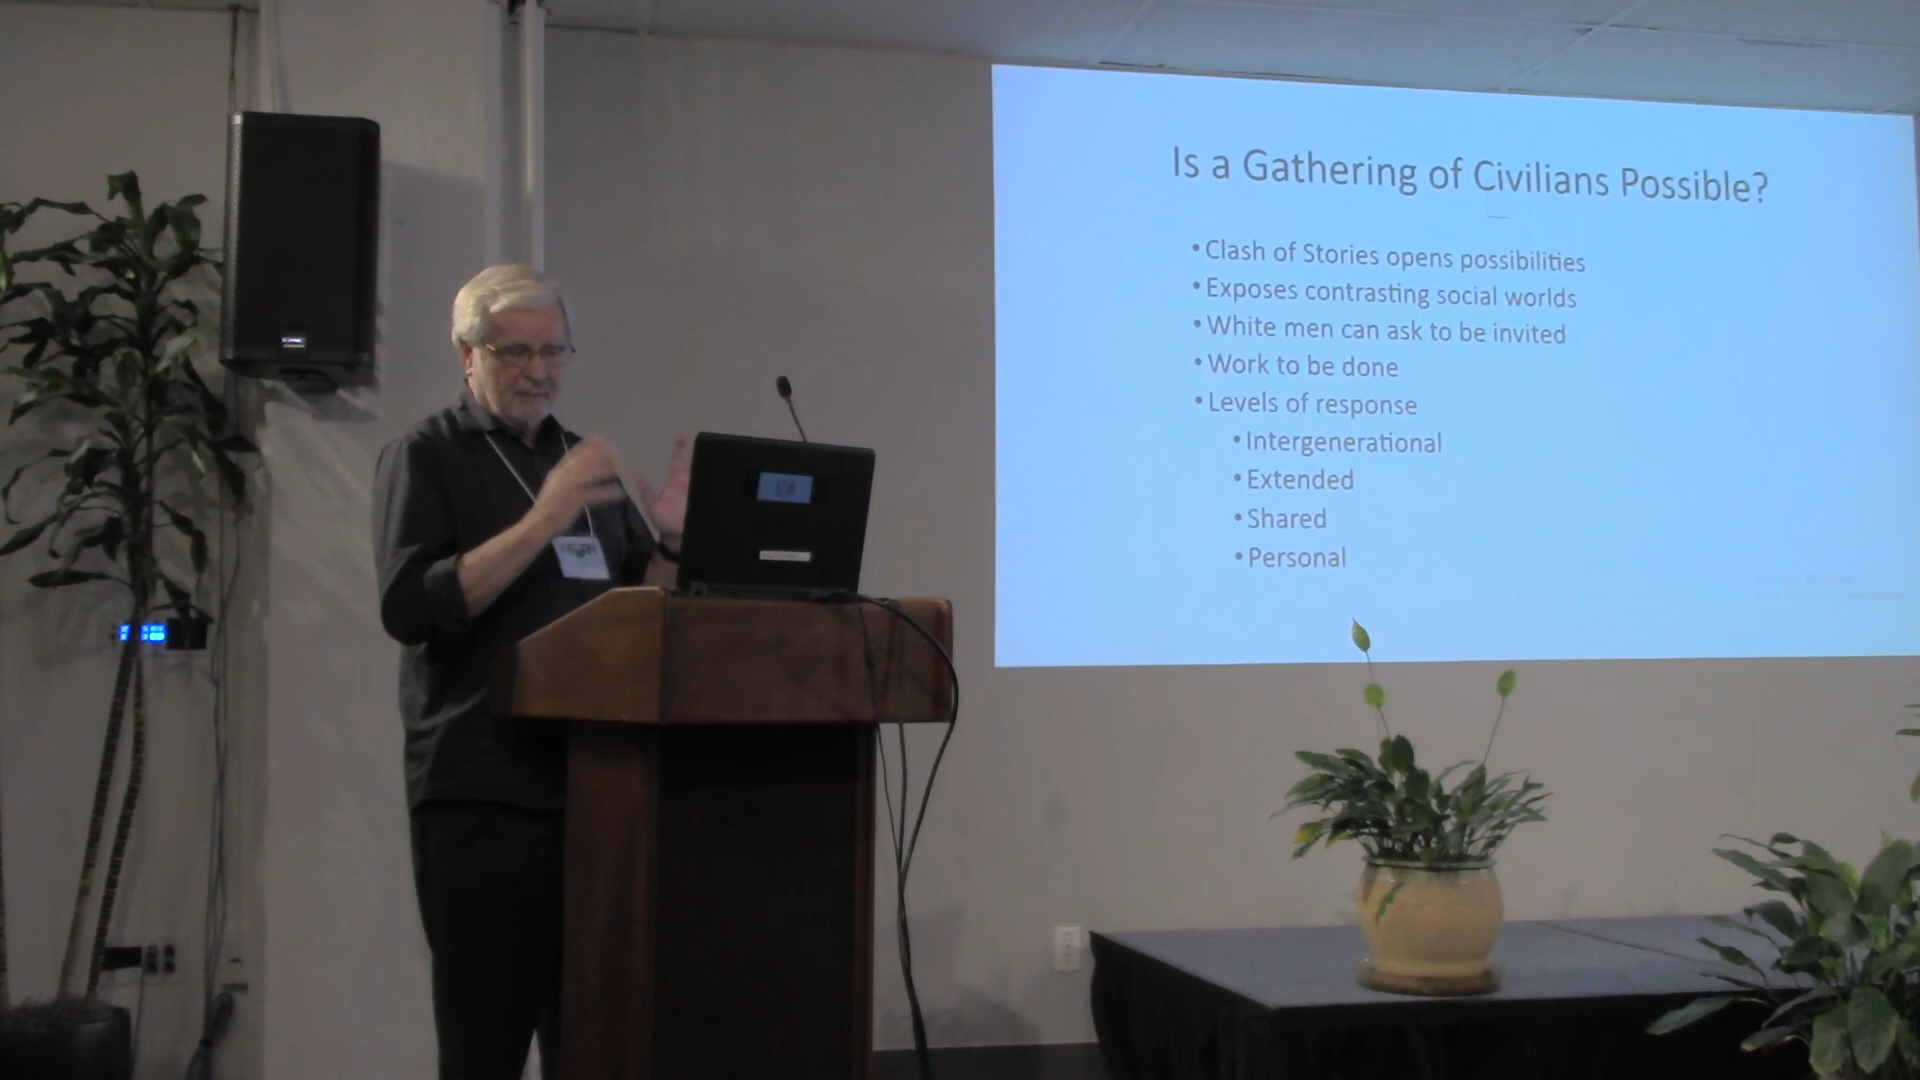 Is a Gathering of Civilians Possible?
• Clash of Stories opens possibilities
• Exposes contrasting social worlds
• White men can ask to be invited
• Work to be done
• Levels of response
• Intergenerational
• Extended
• Shared
• Personal
#3